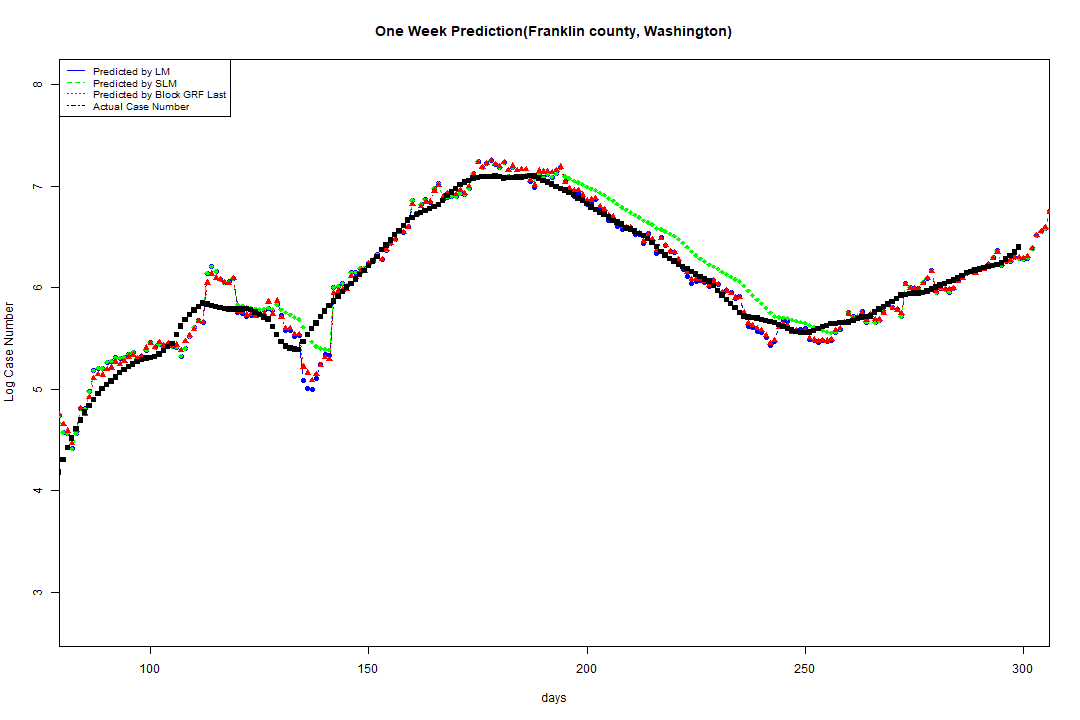 One Week Prediction(Franklin county, Washington)
Predicted by LM
Predicted by SLM
Predicted by Block GRF Last
Actual Case Number
8
7
6
5
4
3
Log Case Number
100 150 200 250 300
days